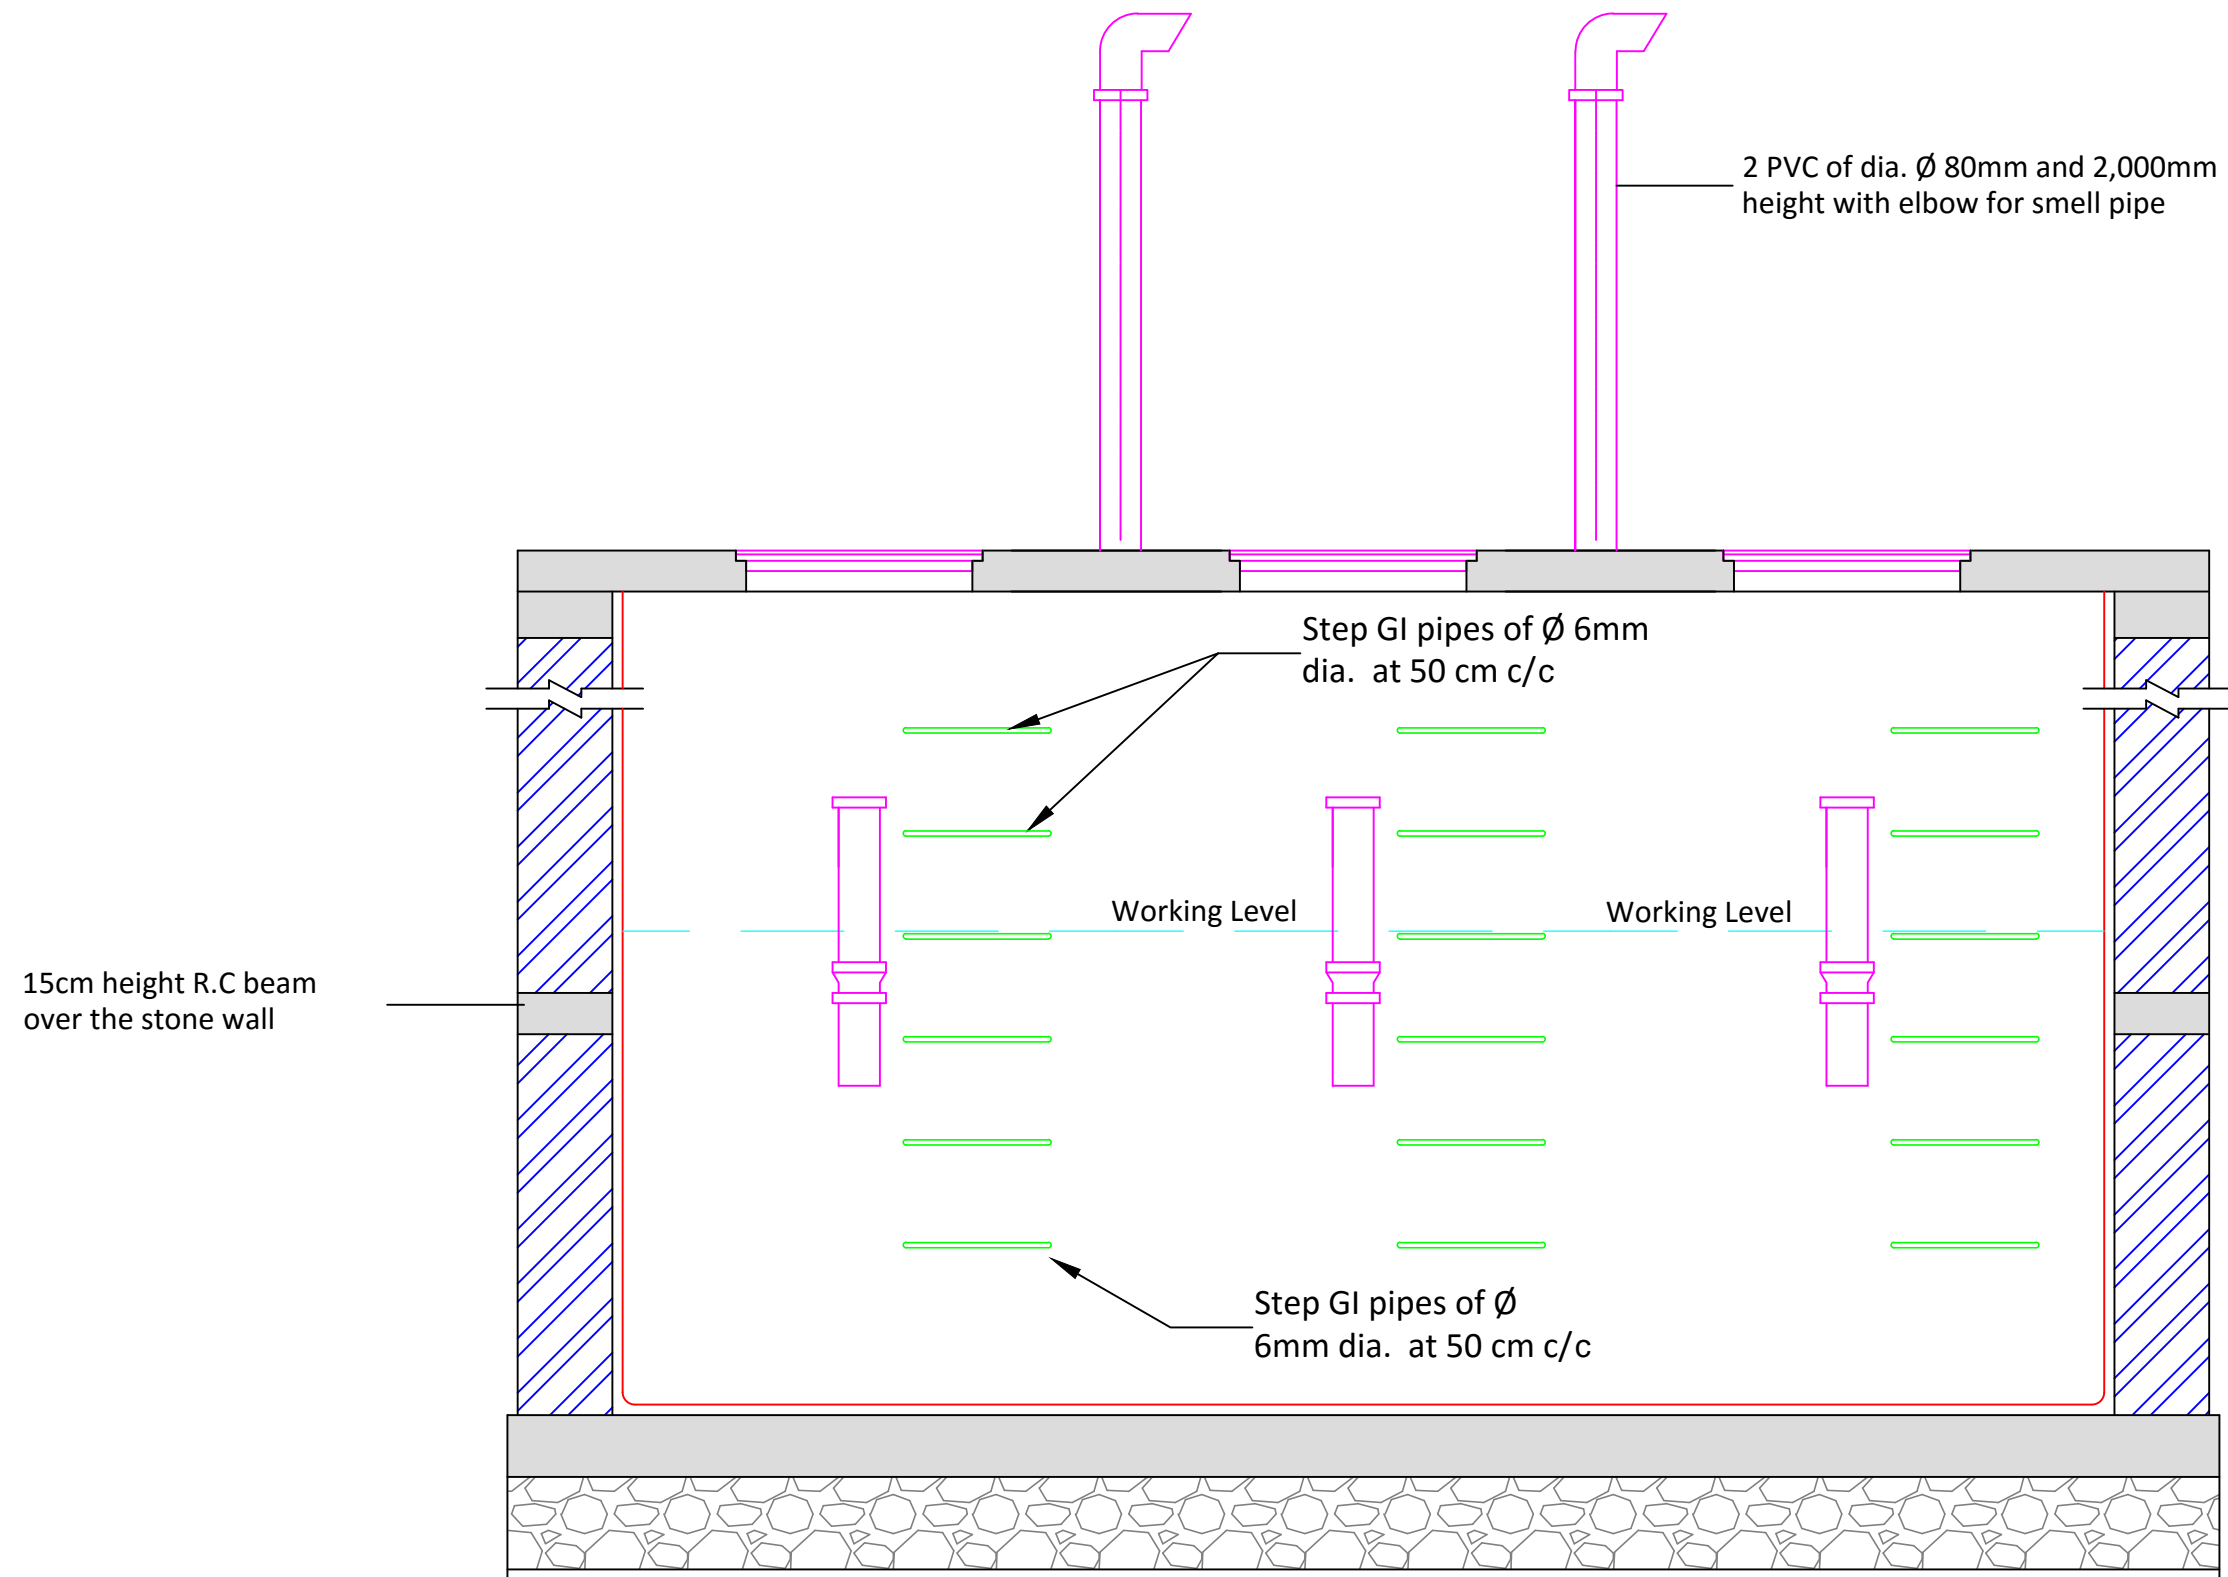 2 PVC of dia. Ø 80mm and 2,000mm
height with elbow for smell pipe
Step GI pipes of Ø 6mm
dia.  at 50 cm c/c
Working Level
Working Level
15cm height R.C beam
over the stone wall
Step GI pipes of Ø
6mm dia.  at 50 cm c/c